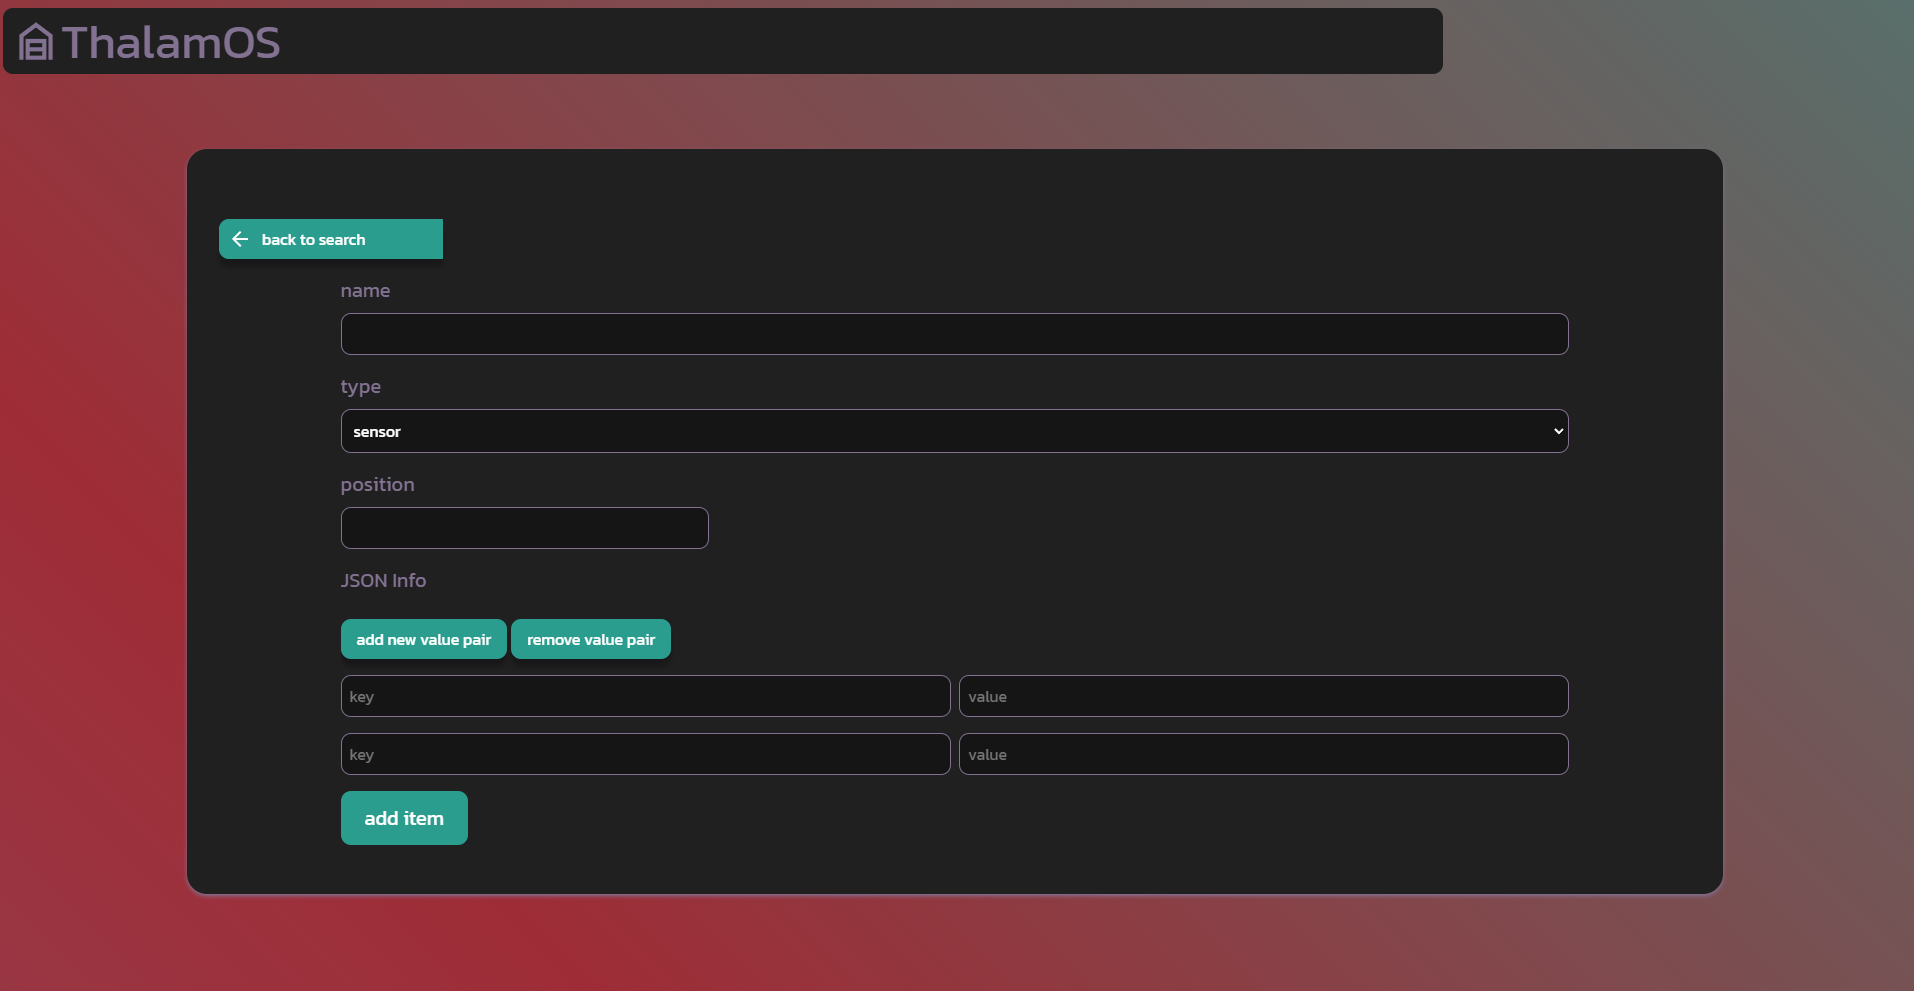 ThalamOS
back to search
name
type
sensor
position
JSON Info
add new value pair remove value pair
key value
key value
add item